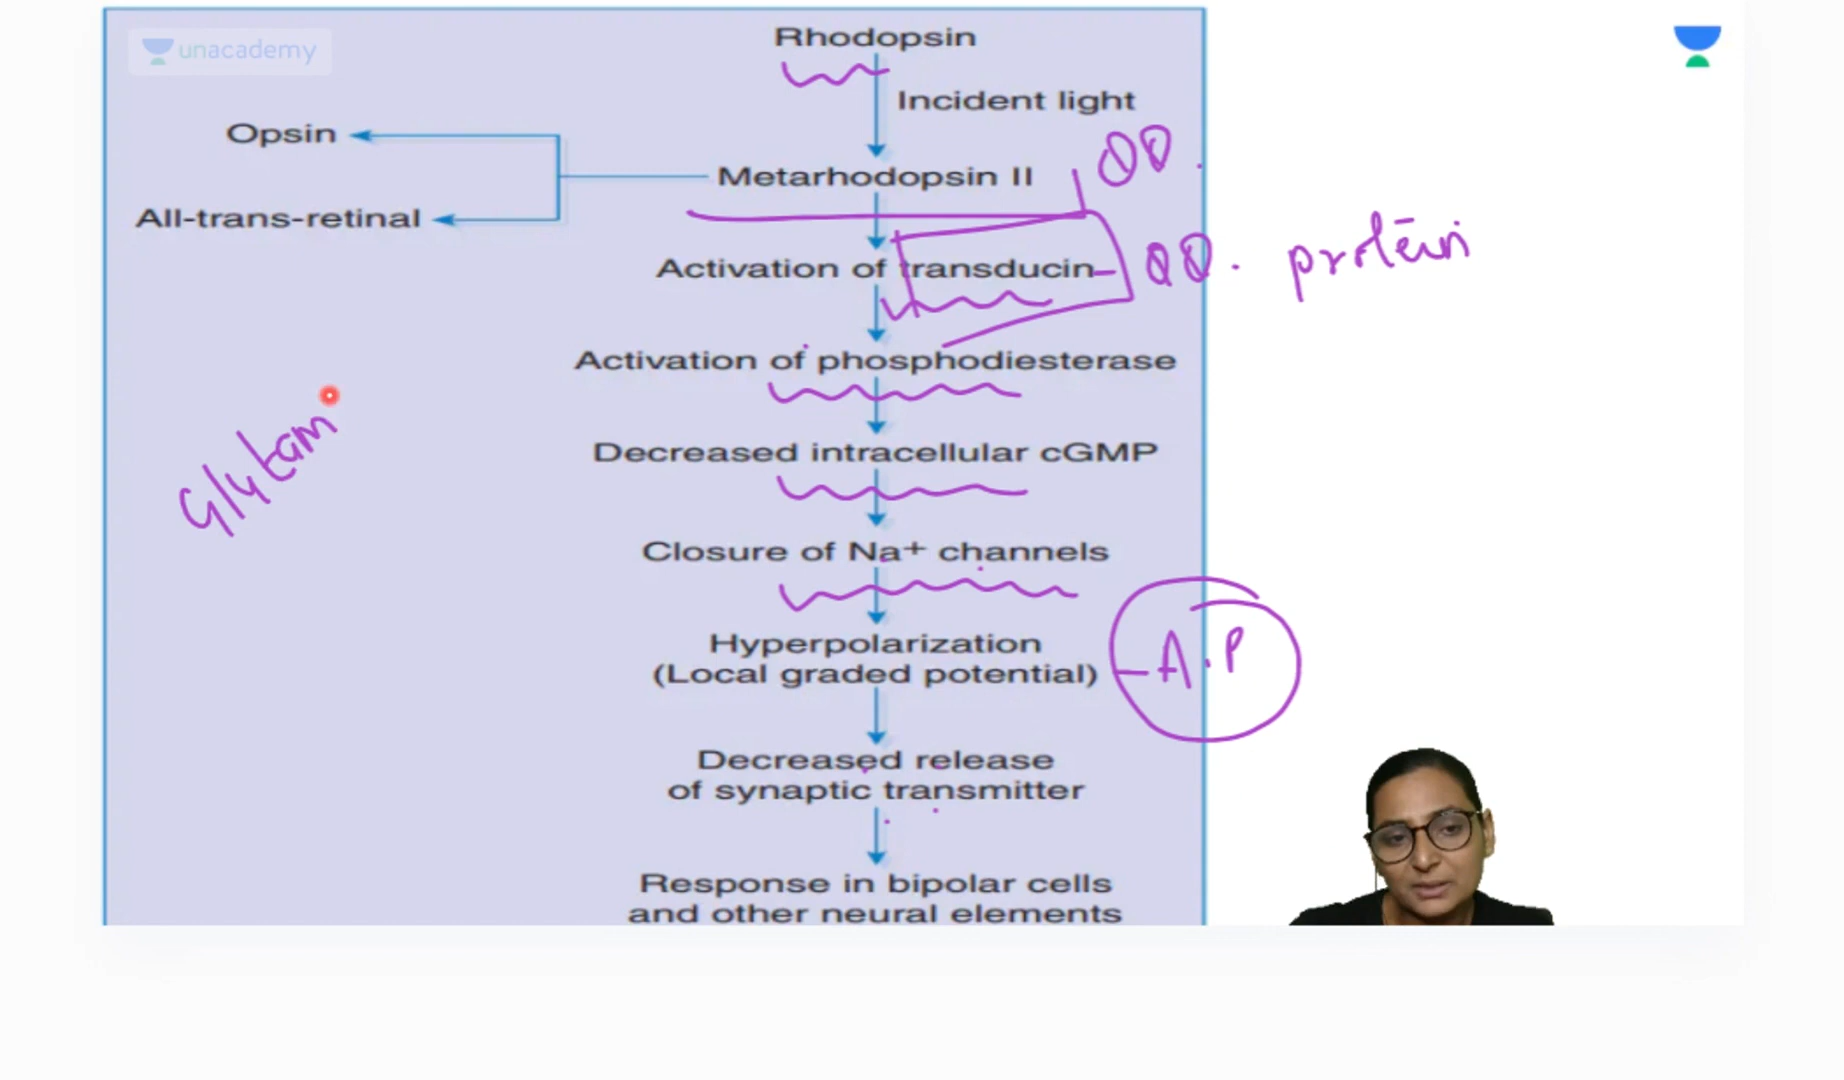 unacademy
Rhodopsin
Incident light
Opsin
Metarhodopsin II
All-trans-retinal
Activation of transducin
protein
Activation of phosphodiesterase
Decreased intracellular cGMP
Glutam
Closure of Na+ channels
Hyperpolarization
(Local graded potential)
A.P
Decreased release
of synaptic transmitter
Response in bipolar cells
and other neural elements